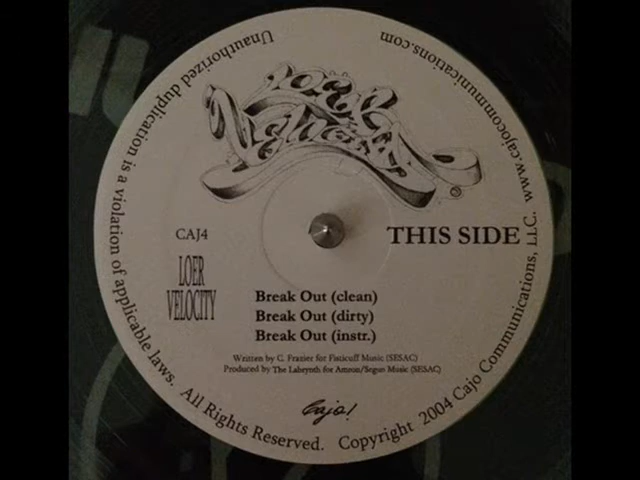 LOER
VELOCITY
CAJ4
THIS SIDE
LOER
VELOCITY
Break Out (clean)
Break Out (dirty)
Break Out (instr.)
Written by C. Frazier for Fisticuff Music (SESAC)
Produced by The Labrynth for Amoun/Segun Music (SESAC)
Cajo!
Unauthorized duplication is a violation of applicable laws. All Rights Reserved. Copyright 2004 Cajo Communications, LLC. www.cajocommunications.com